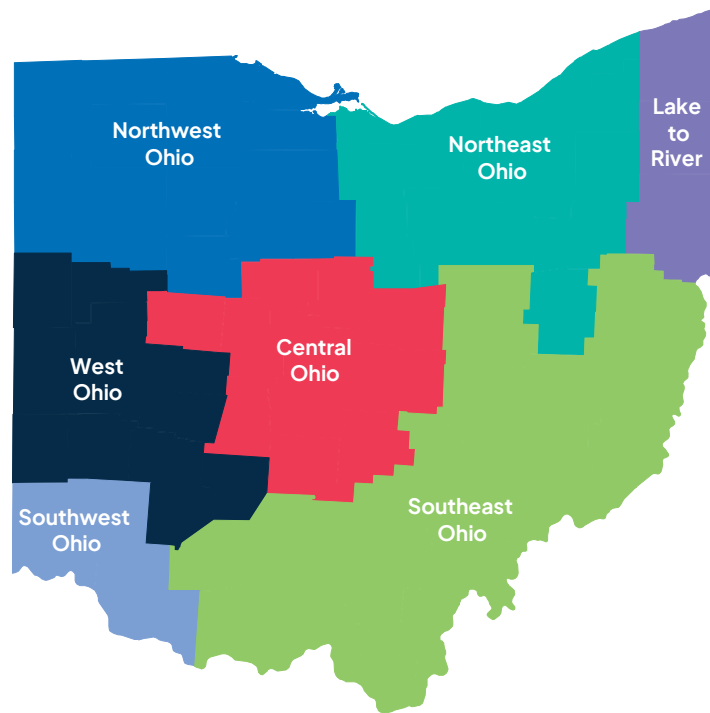 Northwest
Ohio
Northeast
Ohio
Lake
to
River
West
Ohio
Central
Ohio
Southwest
Ohio
Southeast
Ohio